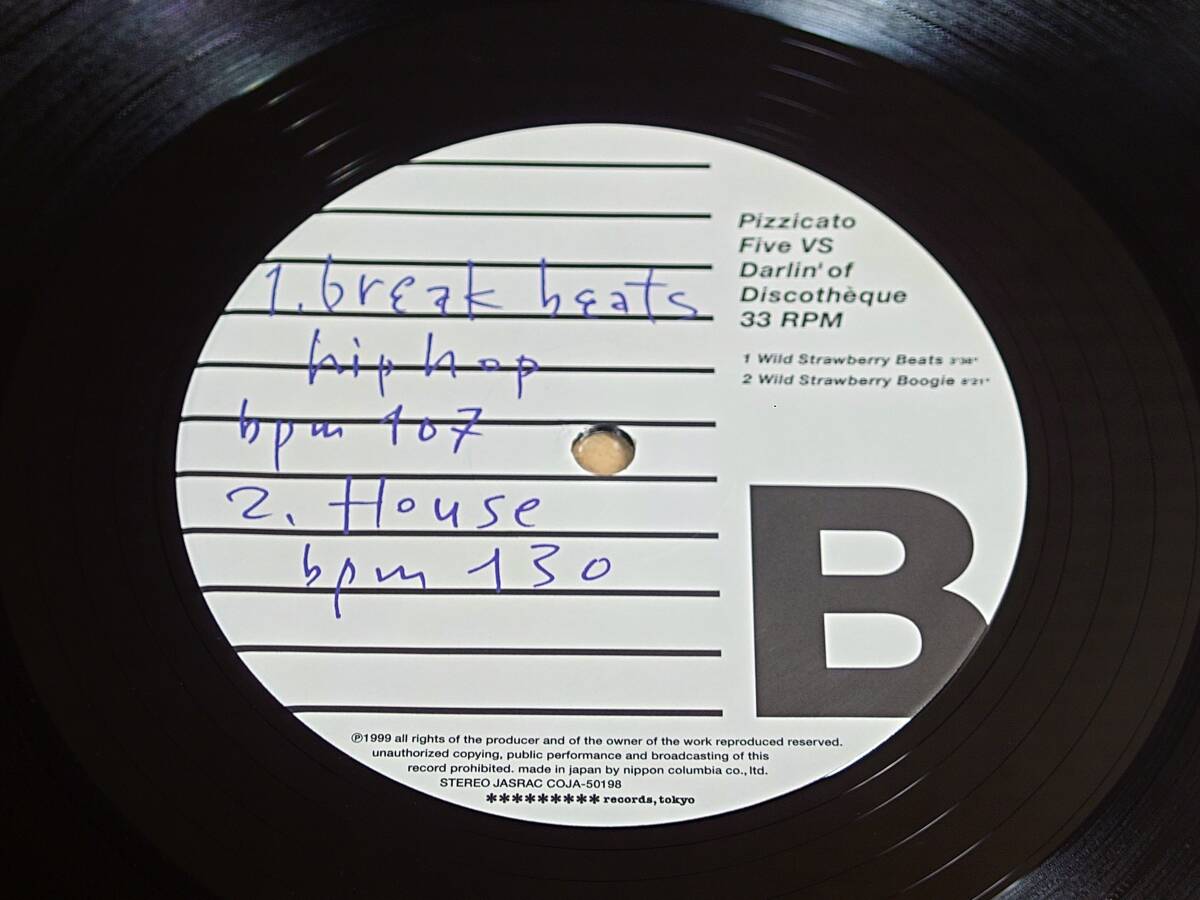 1. break beats
hip hop
bpm 107
2. House
bpm 130
Pizzicato
Five VS
Darlin' of
Discothèque
33 RPM
1 Wild Strawberry Beats 3'38"
2 Wild Strawberry Boogie
B
℗1999 all rights of the producer and of the owner of the work reproduced reserved.
unauthorized copying, public performance and broadcasting of this
record prohibited. made in japan by nippon columbia co., ltd.
STEREO JASRAC COJA-50198
********* records, tokyo